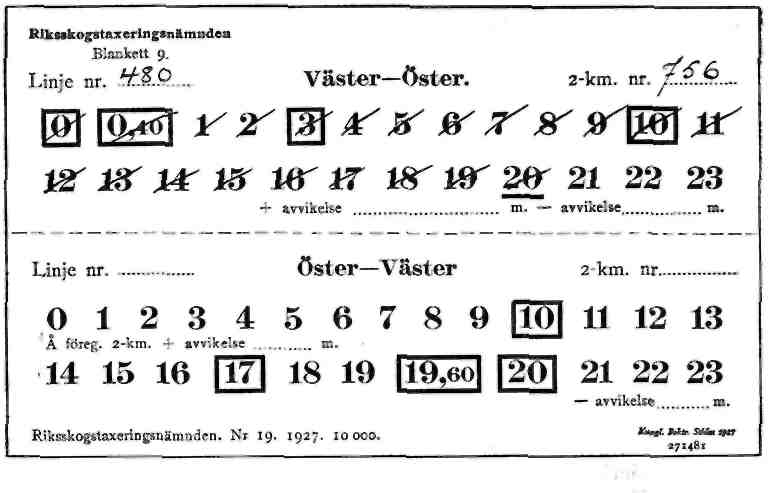 Riksskogstaxeringsnämnden
Blankett 9.
Linje nr. 480 Väster—Öster. 2-km. nr. 756
0 0,40 1 2 3 4 5 6 7 8 9 10 11
12 13 14 15 16 17 18 19 20 21 22 23
+ avvikelse .......... m. — avvikelse .......... m.
Linje nr. .......... Öster—Väster 2-km. nr. ..........
0 1 2 3 4 5 6 7 8 9 10 11 12 13
Å föreg. 2-km. + avvikelse .......... m.
14 15 16 17 18 19 19,60 20 21 22 23
— avvikelse .......... m.
Riksskogstaxeringsnämnden. Nr 19. 1927. 10 000.
Kungl. Boktr. Sthlm 1927
271481